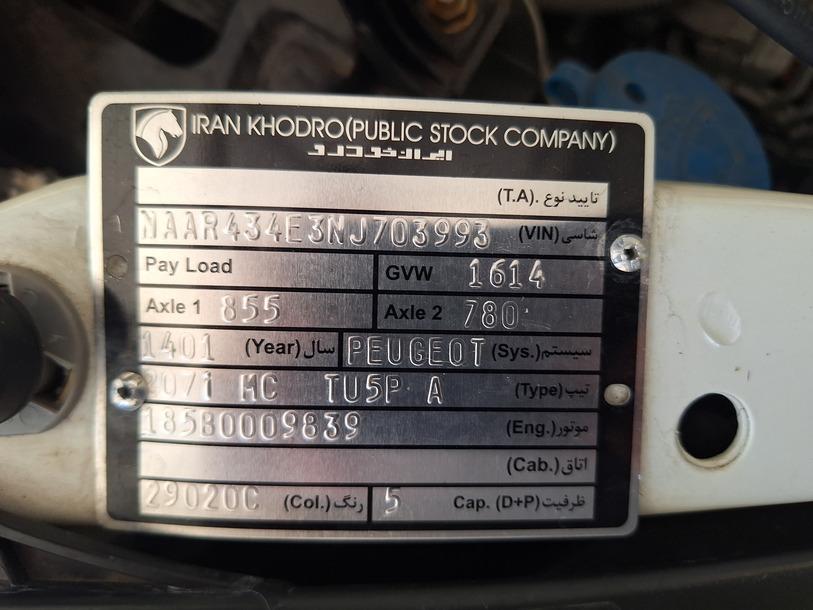 IRAN KHODRO(PUBLIC STOCK COMPANY)
ایران خودرو
تایید نوع .(T.A)
NAAR434E3NJ703993 شاسی(VIN)
Pay Load GVW 1614
Axle 1 855 Axle 2 780
1401 سال(Year) PEUGEOT سیستم(Sys.)
207i MC TU5P A تیپ(Type)
185B0009839 موتور(Eng.)
اتاق(Cab.)
29020C رنگ(Col.) 5 ظرفیت Cap. (D+P)